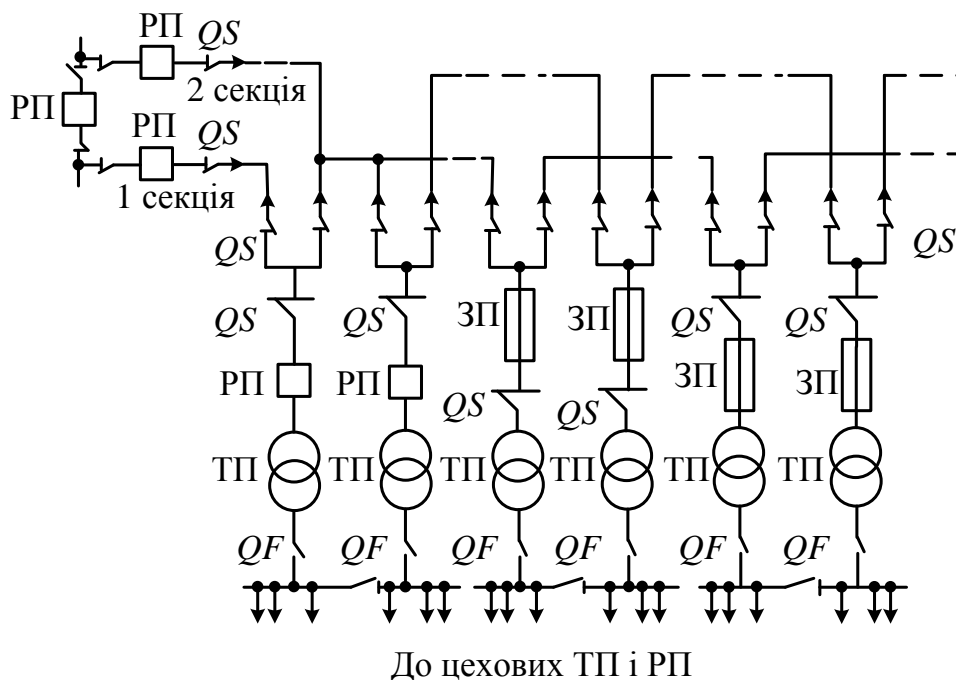 РП QS
2 секція
РП
РП QS
1 секція
QS QS
QS QS ЗП ЗП QS QS
РП РП QS QS ЗП ЗП
ТП ТП ТП ТП ТП ТП
QF QF QF QF QF QF
До цехових ТП і РП